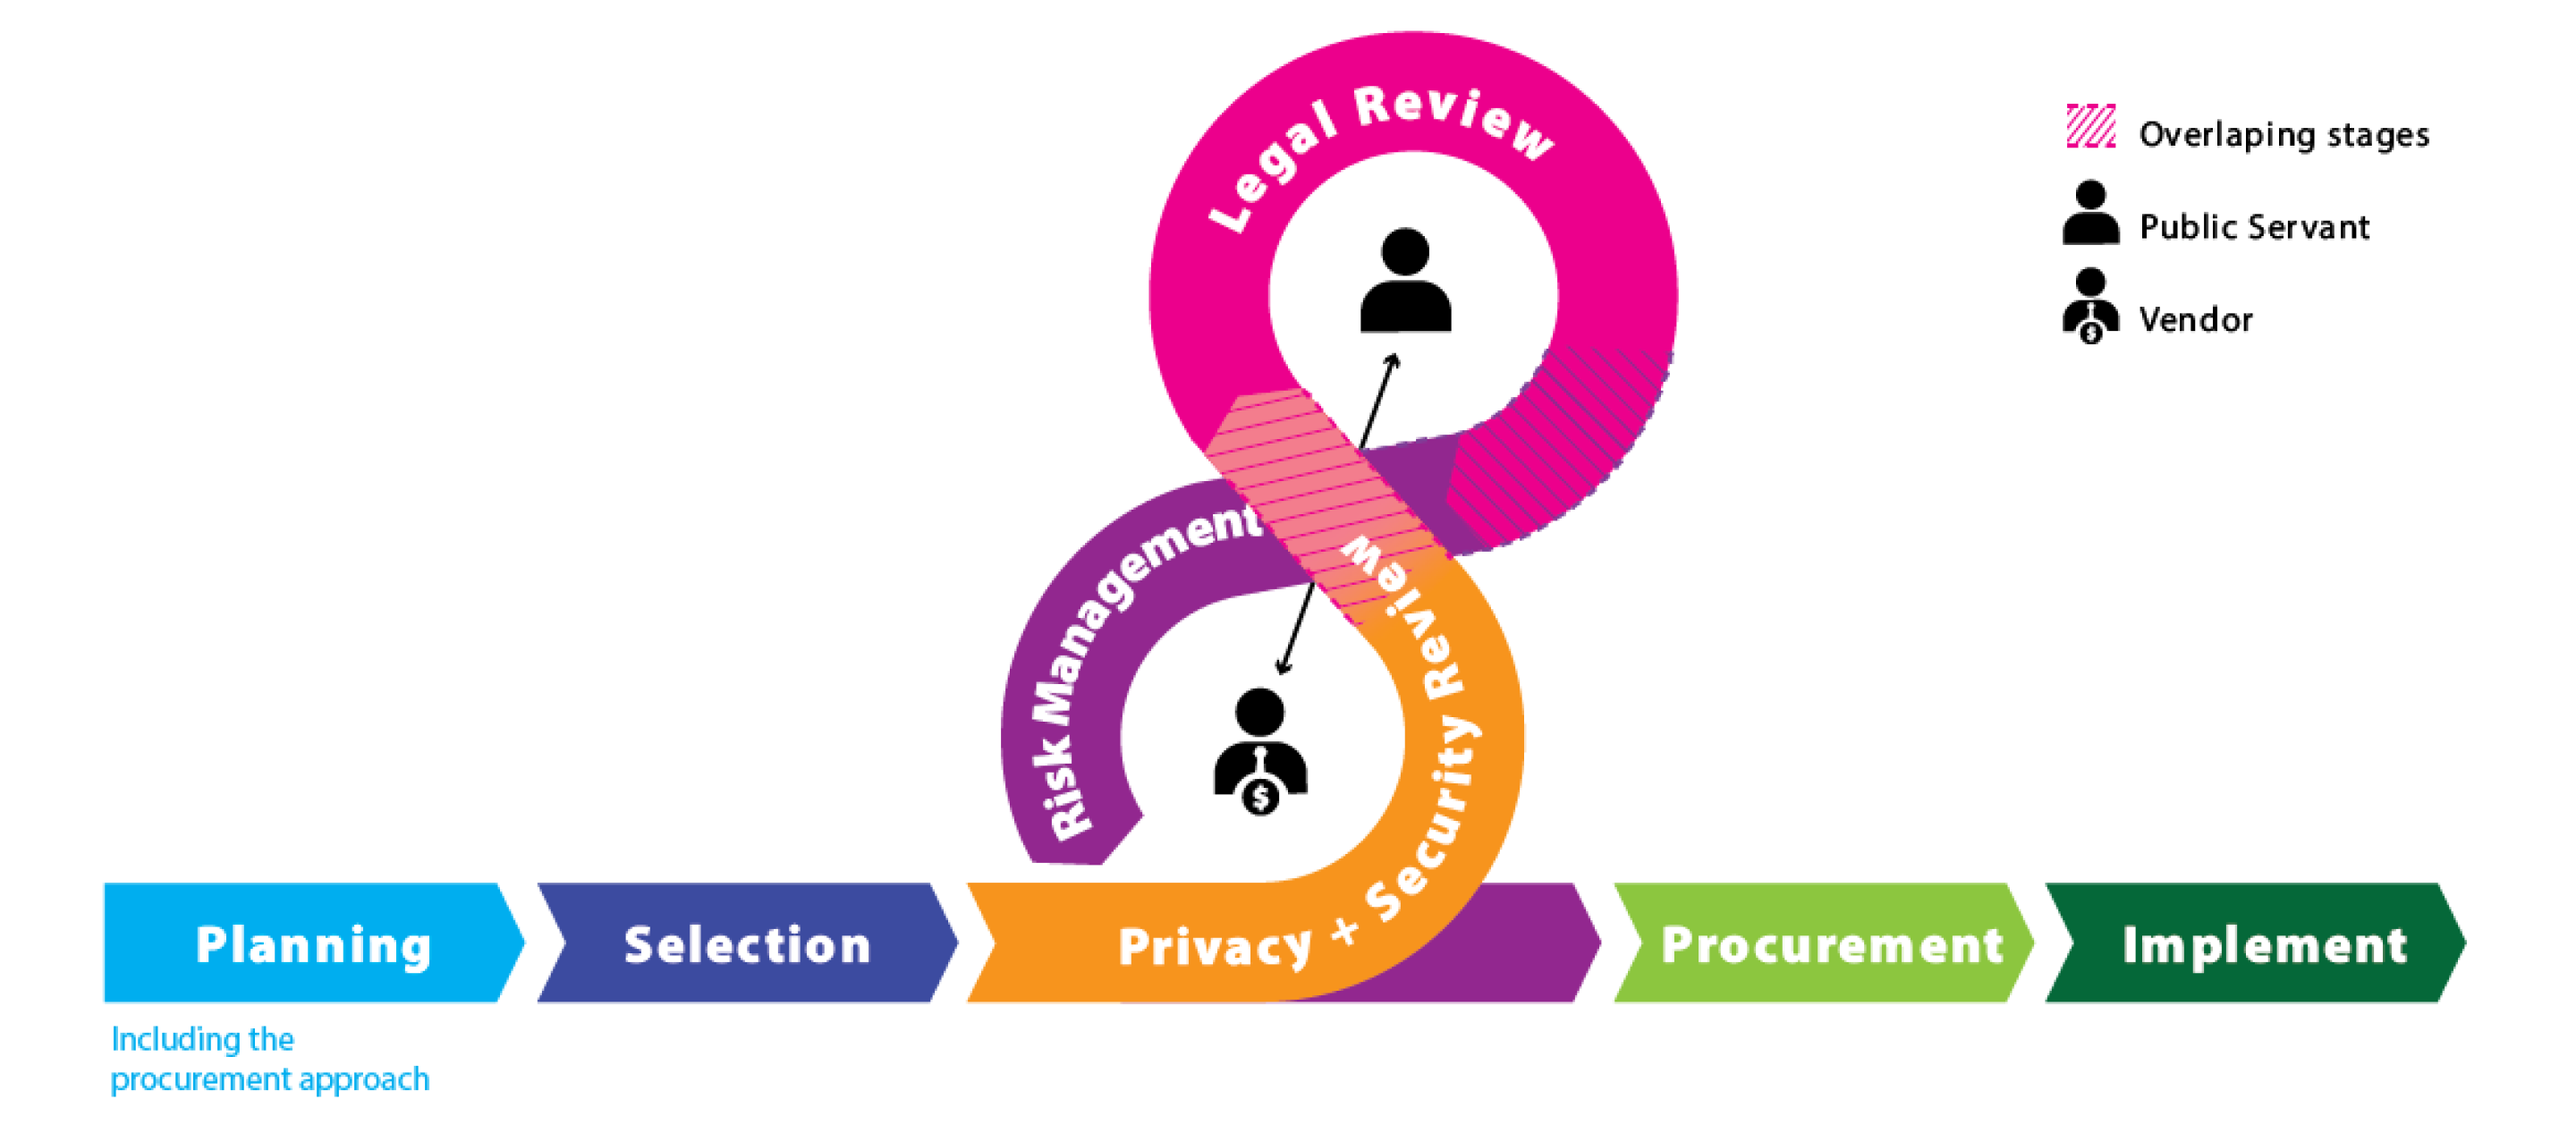 Legal Review
Overlaping stages
Public Servant
Vendor
$
Risk Management
Privacy + Security Review
$
Planning
Selection
Procurement
Implement
Including the
procurement approach